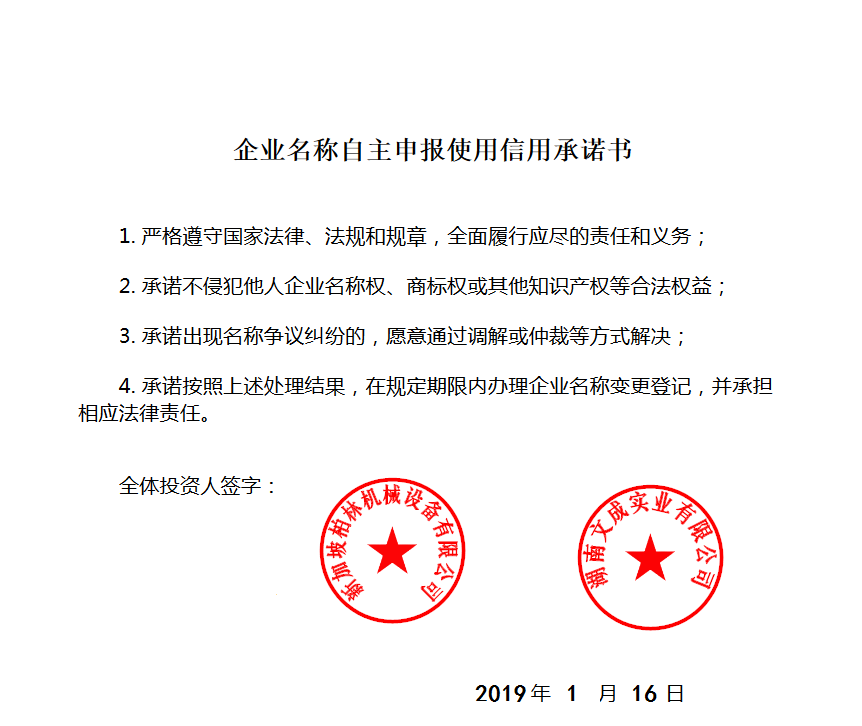 企业名称自主申报使用信用承诺书
1. 严格遵守国家法律、法规和规章，全面履行应尽的责任和义务；
2. 承诺不侵犯他人企业名称权、商标权或其他知识产权等合法权益；
3. 承诺出现名称争议纠纷的，愿意通过调解或仲裁等方式解决；
4. 承诺按照上述处理结果，在规定期限内办理企业名称变更登记，并承担
相应法律责任。
全体投资人签字：
新加坡柏林机械设备有限公司
湖南文成实业有限公司
2019年 1 月 16 日